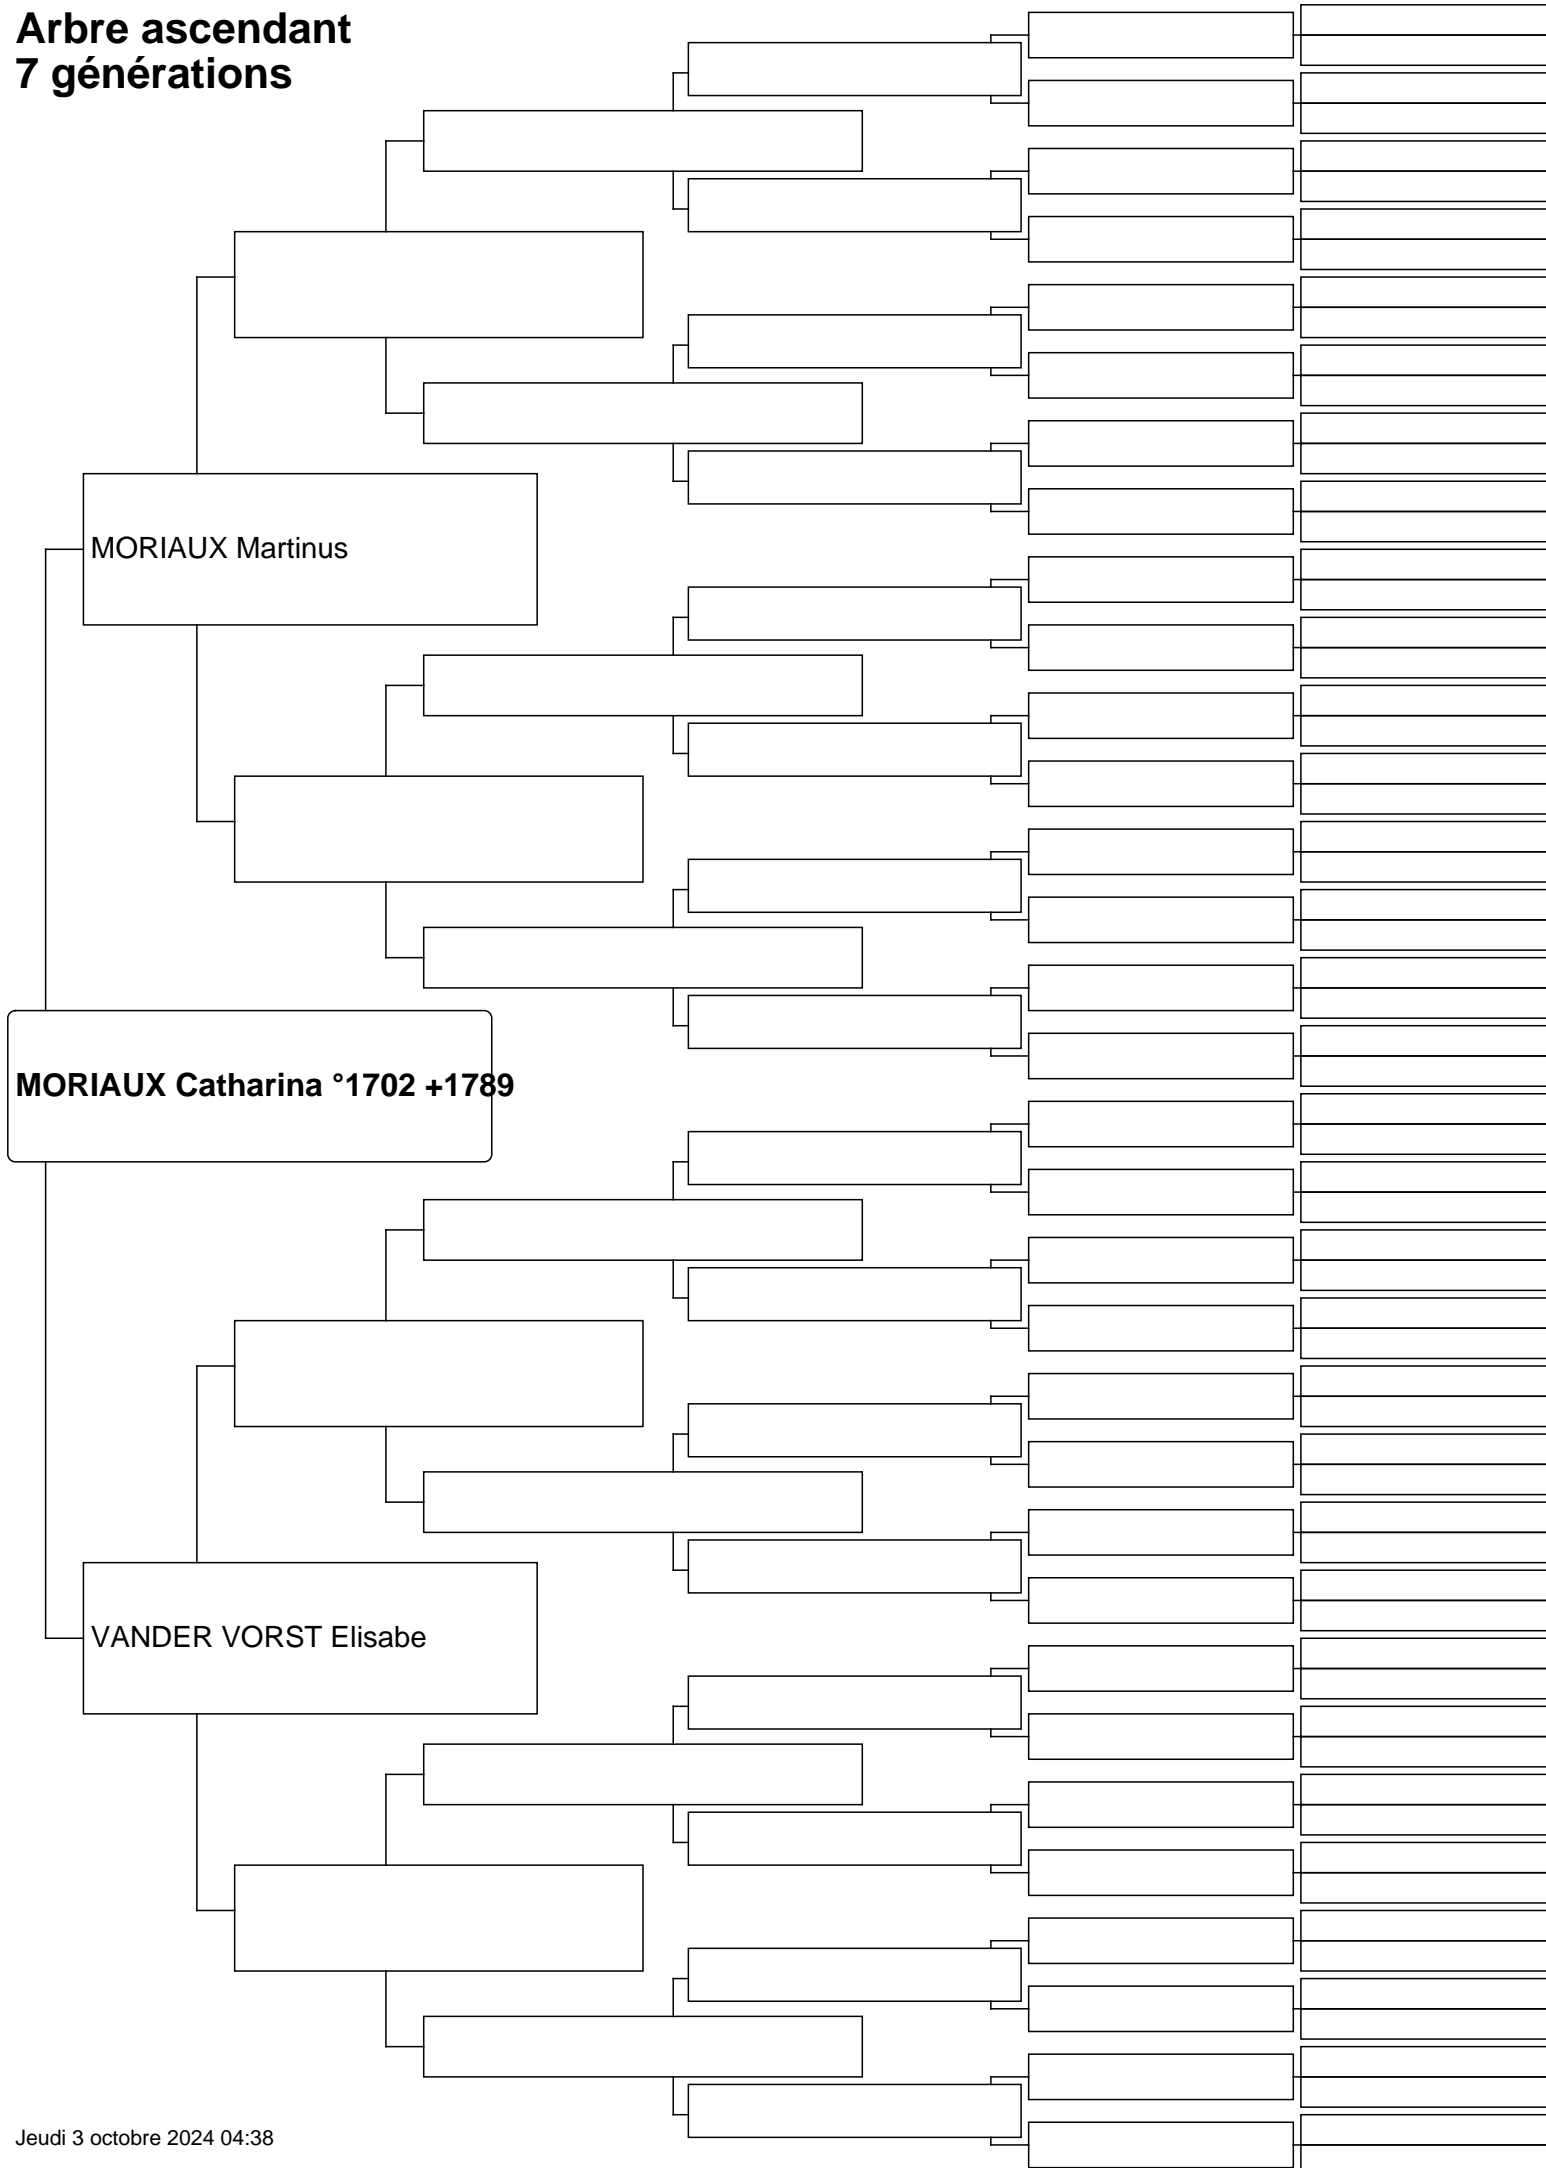 Arbre ascendant
7 générations
MORIAUX Martinus
MORIAUX Catharina °1702 +1789
VANDER VORST Elisabe
Jeudi 3 octobre 2024 04:38